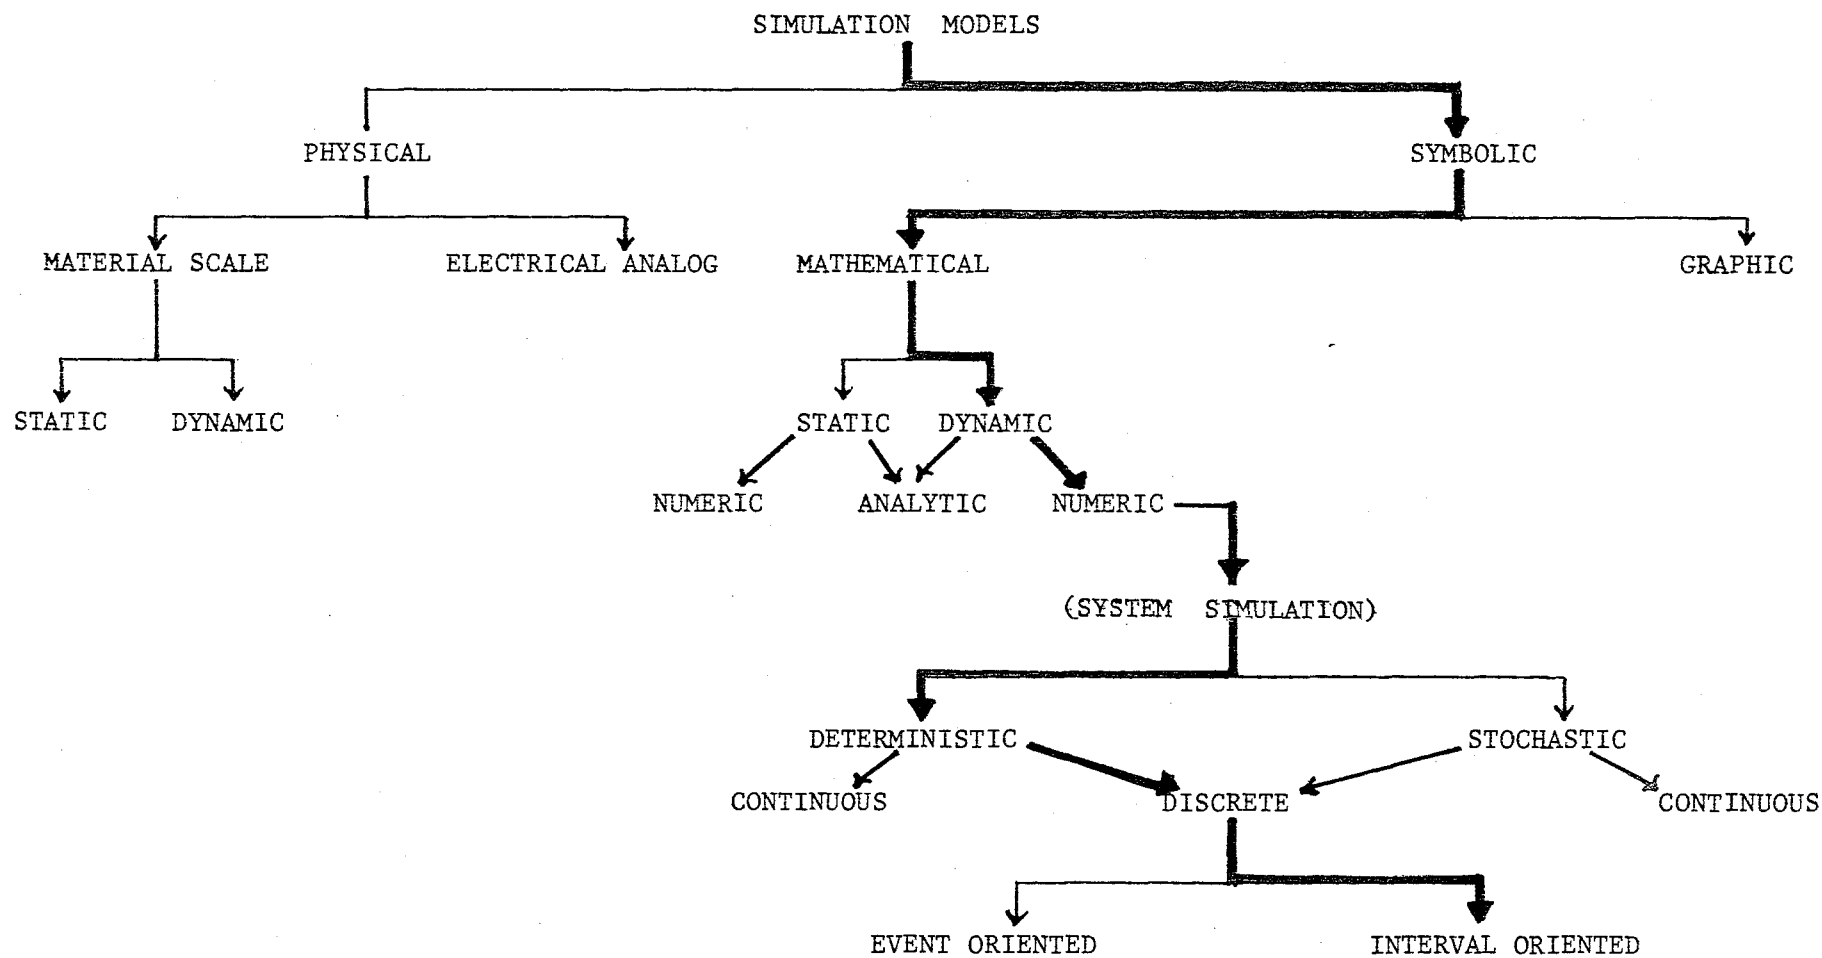 SIMULATION MODELS
PHYSICAL
SYMBOLIC
MATERIAL SCALE
ELECTRICAL ANALOG
MATHEMATICAL
GRAPHIC
STATIC
DYNAMIC
STATIC
DYNAMIC
NUMERIC
ANALYTIC
NUMERIC
(SYSTEM SIMULATION)
DETERMINISTIC
STOCHASTIC
CONTINUOUS
DISCRETE
CONTINUOUS
EVENT ORIENTED
INTERVAL ORIENTED